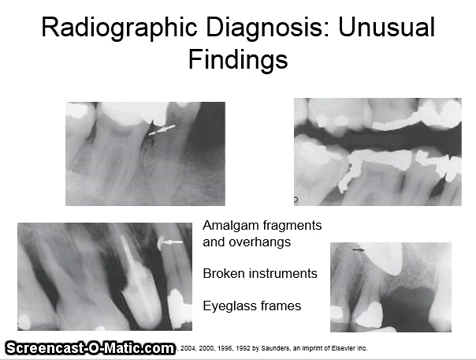 Radiographic Diagnosis: Unusual
Findings
Amalgam fragments
and overhangs
Broken instruments
Eyeglass frames
2004, 2000, 1996, 1992 by Saunders, an Imprint of Elsevier Inc.
Screencast-O-Matic.com